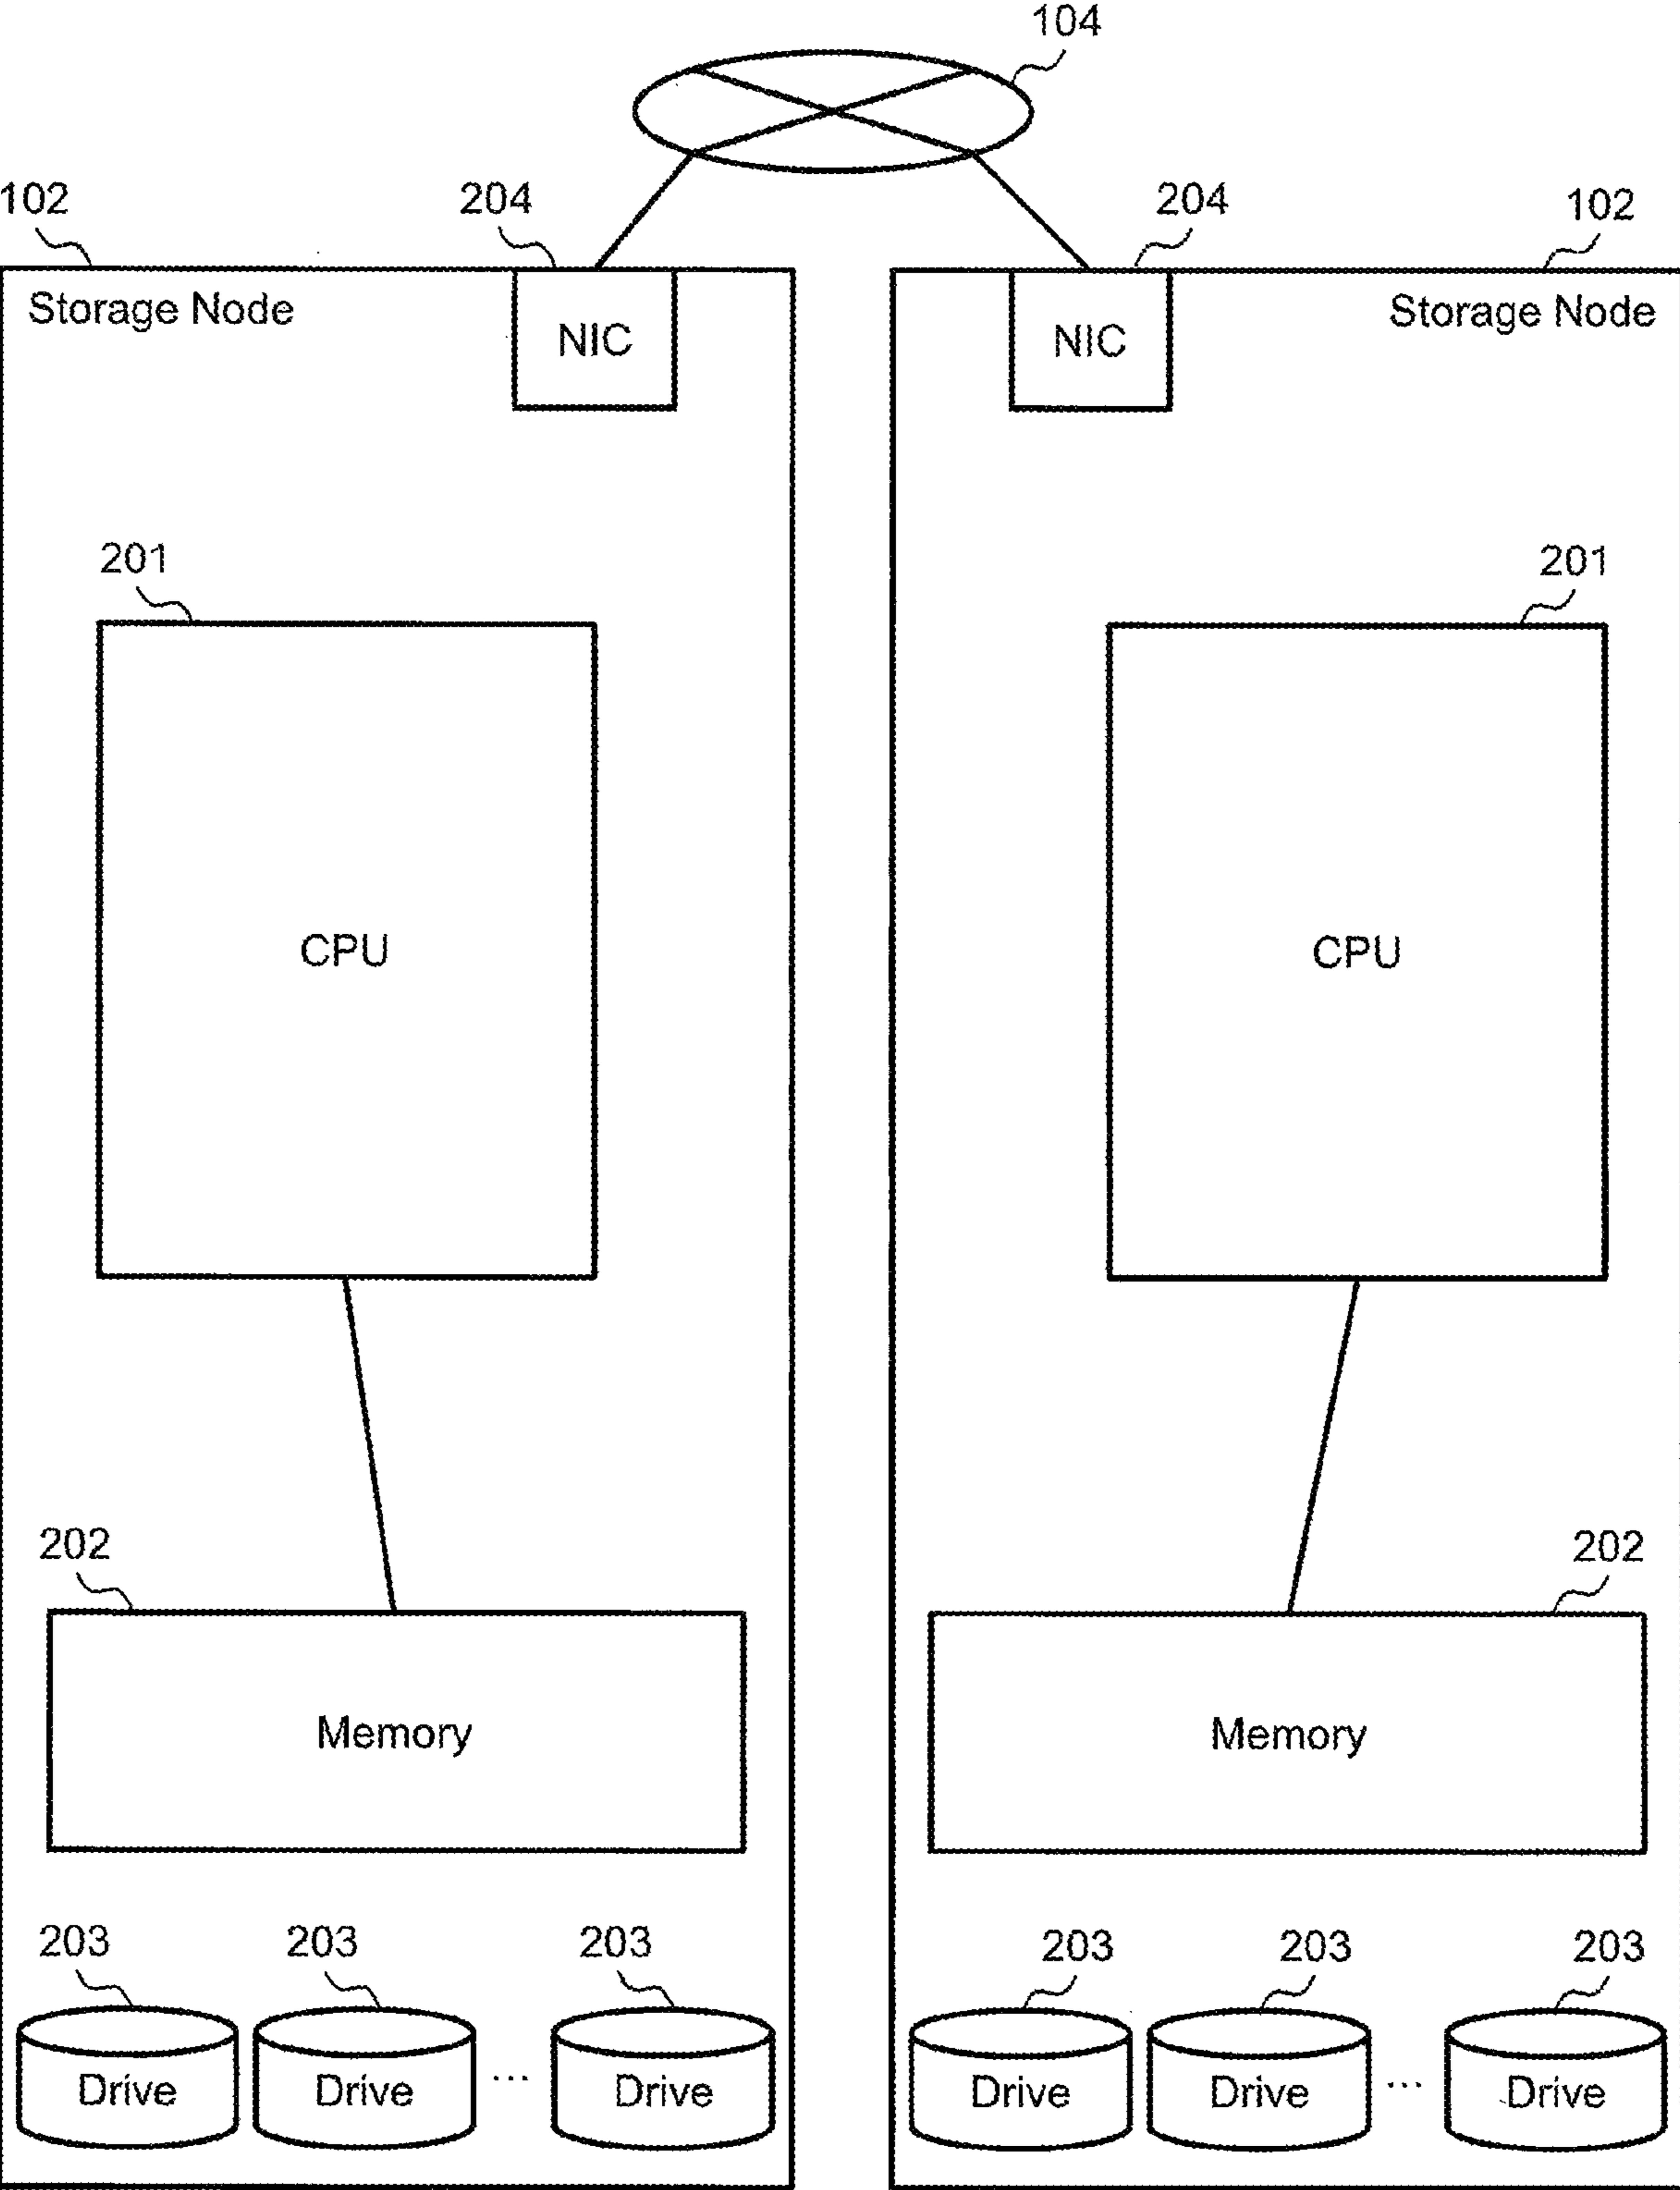 104
102 204 204 102
Storage Node NIC NIC Storage Node
201 201
CPU CPU
202 202
Memory Memory
203 203 203 203 203 203
Drive Drive ... Drive Drive Drive ... Drive